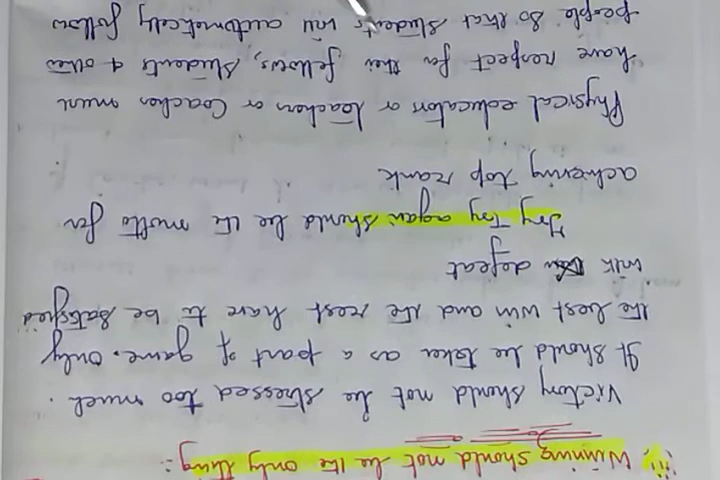 iii, Winning should not be the only thing:-
Victory should not be stressed too much.
It should be taken as a part of game. Only
the best win and the rest have to be satisfied
with defeat
Try Try again should be the motto for
achieving top rank
Physical educators or teachers or Coaches must
have respect for their fellows, students & other
people so that students will automatically follow